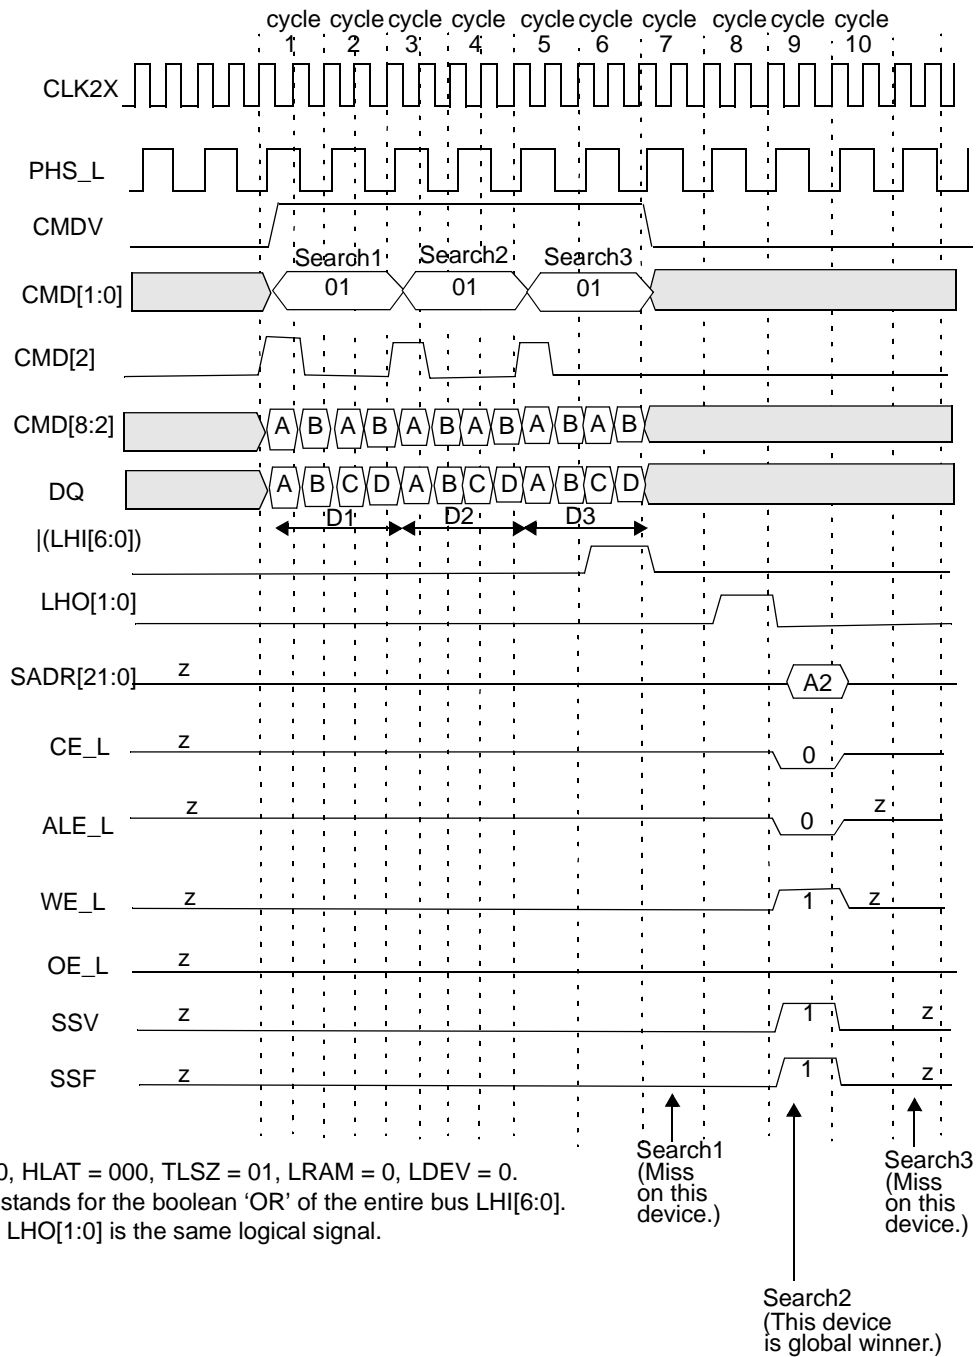 cycle cycle cycle cycle cycle cycle cycle cycle cycle cycle
1 2 3 4 5 6 7 8 9 10
CLK2X
PHS_L
CMDV
Search1 Search2 Search3
CMD[1:0] 01 01 01
CMD[2]
CMD[8:2] A B A B A B A B A B A B
DQ A B C D A B C D A B C D
D1 D2 D3
|(LHI[6:0])
LHO[1:0]
SADR[21:0] z A2
CE_L z 0
ALE_L z 0 z
WE_L z 1 z
OE_L z
SSV z 1 z
SSF z 1 z
Search1
(Miss
on this
device.)
Search3
(Miss
on this
device.)
0, HLAT = 000, TLSZ = 01, LRAM = 0, LDEV = 0.
stands for the boolean ‘OR’ of the entire bus LHI[6:0].
LHO[1:0] is the same logical signal.
Search2
(This device
is global winner.)